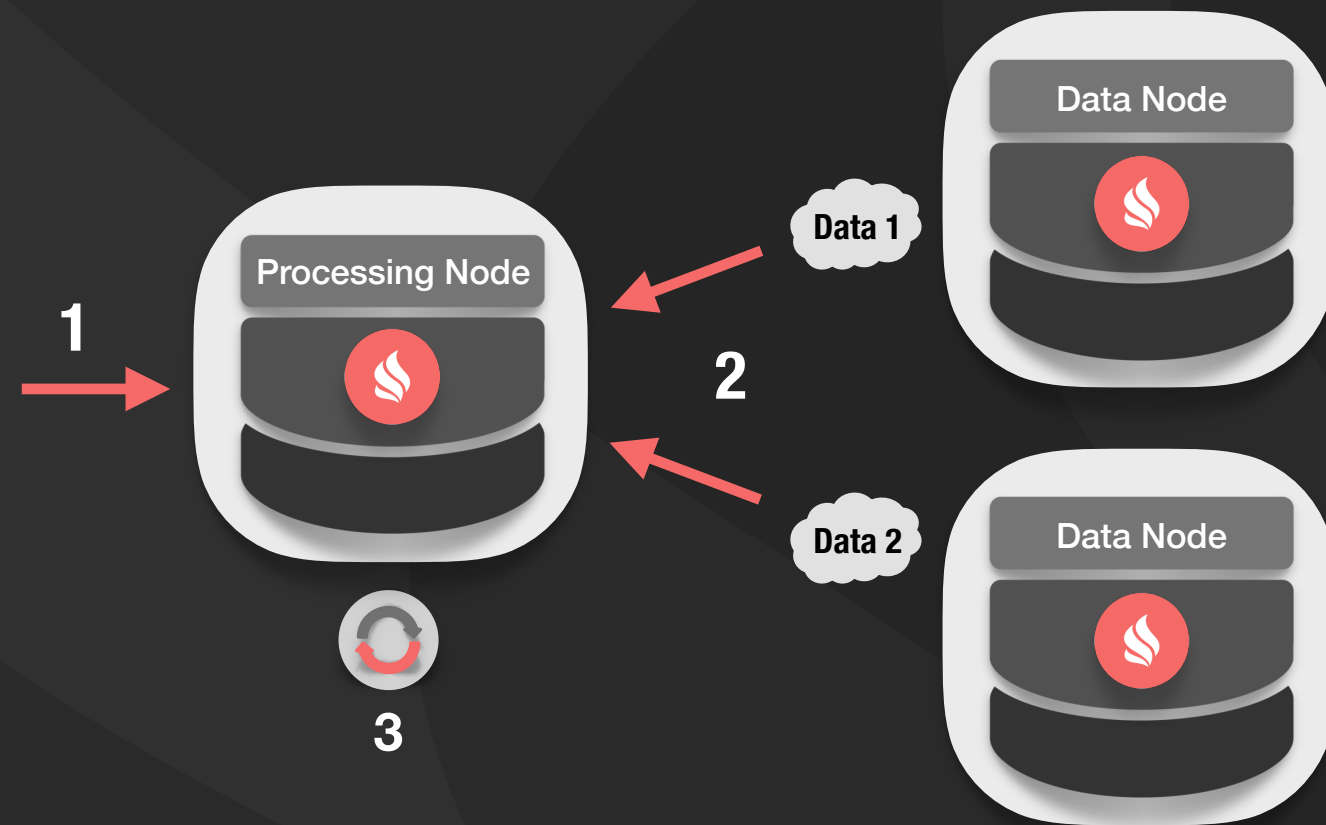 Data Node
Data 1
Processing Node
1
2
Data Node
Data 2
3